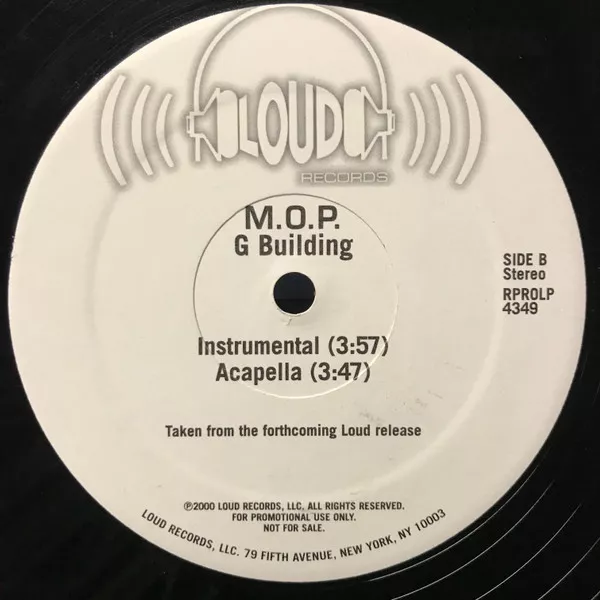 LOUD
RECORDS
M.O.P.
G Building
SIDE B
Stereo
RPROLP
4349
Instrumental (3:57)
Acapella (3:47)
Taken from the forthcoming Loud release
℗2000 LOUD RECORDS, LLC, ALL RIGHTS RESERVED.
FOR PROMOTIONAL USE ONLY.
NOT FOR SALE.
LOUD RECORDS, LLC. 79 FIFTH AVENUE, NEW YORK, NY 10003